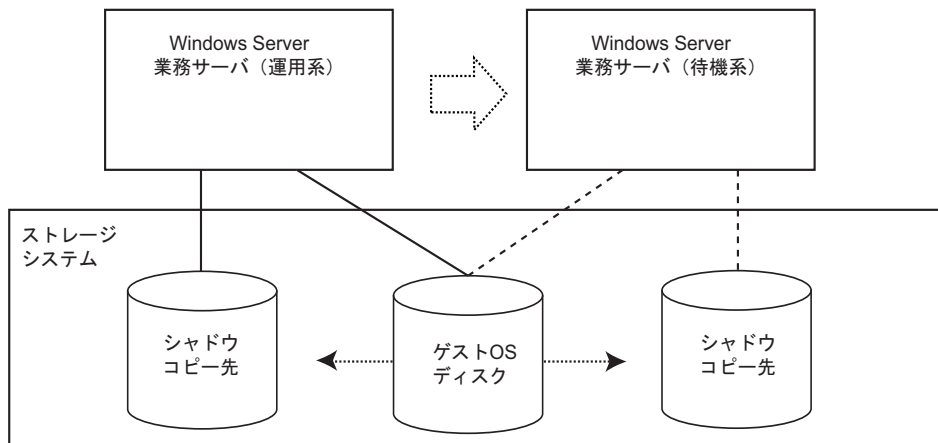 Windows Server
業務サーバ（運用系）
Windows Server
業務サーバ（待機系）
ストレージ
システム
シャドウ
コピー先
ゲストOS
ディスク
シャドウ
コピー先